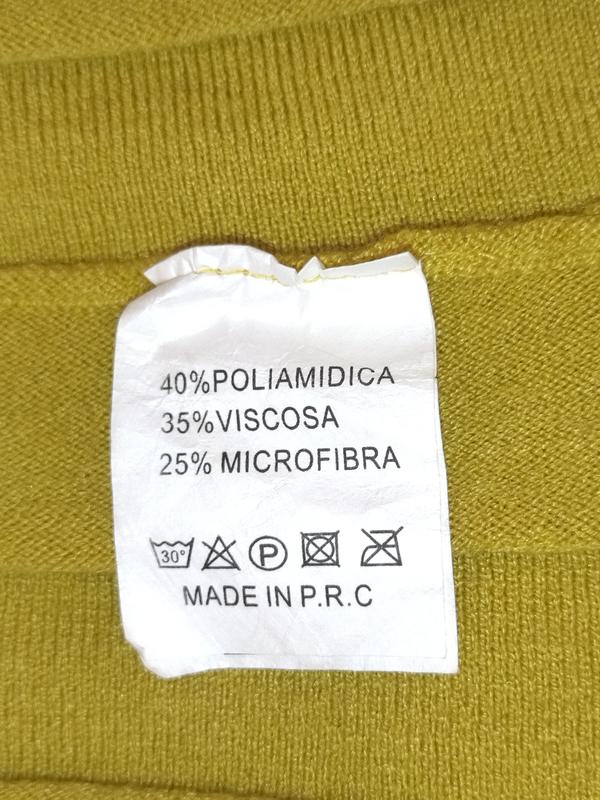 40%POLIAMIDICA
35%VISCOSA
25% MICROFIBRA
30° P
MADE IN P.R.C